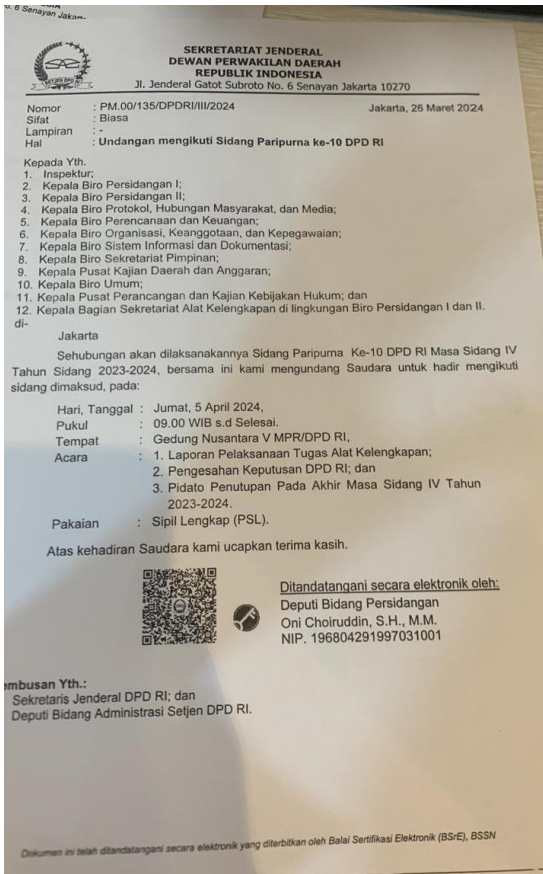 o. 6 Senayan Jakar
SEKRETARIAT JENDERAL
DEWAN PERWAKILAN DAERAH
REPUBLIK INDONESIA
Jl. Jenderal Gatot Subroto No. 6 Senayan Jakarta 10270
SETJEN DPD RI
Nomor : PM.00/135/DPDRI/III/2024 Jakarta, 26 Maret 2024
Sifat : Biasa
Lampiran : -
Hal : Undangan mengikuti Sidang Paripurna ke-10 DPD RI
Kepada Yth.
1. Inspektur;
2. Kepala Biro Persidangan I;
3. Kepala Biro Persidangan II;
4. Kepala Biro Protokol, Hubungan Masyarakat, dan Media;
5. Kepala Biro Perencanaan dan Keuangan;
6. Kepala Biro Organisasi, Keanggotaan, dan Kepegawaian;
7. Kepala Biro Sistem Informasi dan Dokumentasi;
8. Kepala Biro Sekretariat Pimpinan;
9. Kepala Pusat Kajian Daerah dan Anggaran;
10. Kepala Biro Umum;
11. Kepala Pusat Perancangan dan Kajian Kebijakan Hukum; dan
12. Kepala Bagian Sekretariat Alat Kelengkapan di lingkungan Biro Persidangan I dan II.
di-
Jakarta
Sehubungan akan dilaksanakannya Sidang Paripurna Ke-10 DPD RI Masa Sidang IV
Tahun Sidang 2023-2024, bersama ini kami mengundang Saudara untuk hadir mengikuti
sidang dimaksud, pada:
Hari, Tanggal : Jumat, 5 April 2024,
Pukul : 09.00 WIB s.d Selesai.
Tempat : Gedung Nusantara V MPR/DPD RI,
Acara : 1. Laporan Pelaksanaan Tugas Alat Kelengkapan;
2. Pengesahan Keputusan DPD RI; dan
3. Pidato Penutupan Pada Akhir Masa Sidang IV Tahun
2023-2024.
Pakaian : Sipil Lengkap (PSL).
Atas kehadiran Saudara kami ucapkan terima kasih.
Ditandatangani secara elektronik oleh:
Deputi Bidang Persidangan
Oni Choiruddin, S.H., M.M.
NIP. 196804291997031001
embusan Yth.:
Sekretaris Jenderal DPD RI; dan
Deputi Bidang Administrasi Setjen DPD RI.
Dokumen ini telah ditandatangani secara elektronik yang diterbitkan oleh Balai Sertifikasi Elektronik (BSrE), BSSN